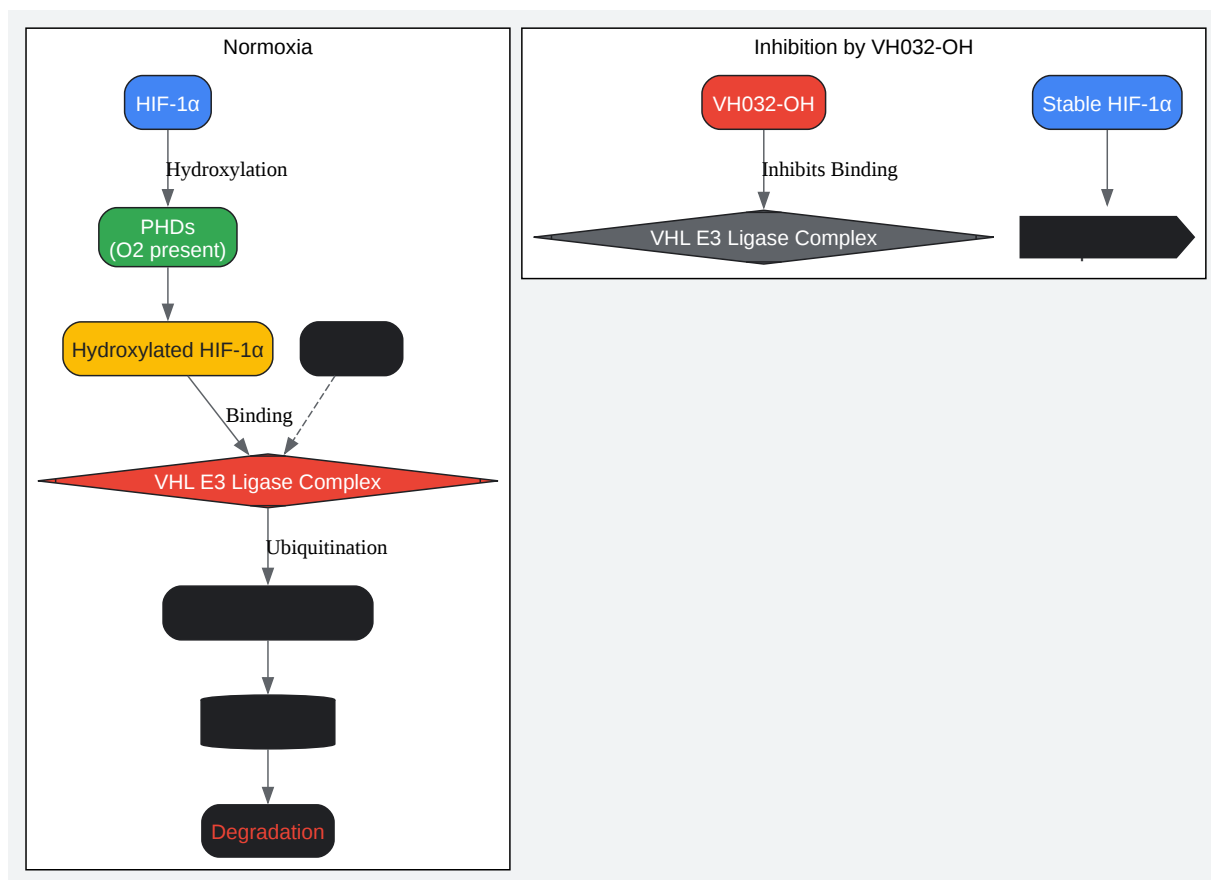 Normoxia
HIF-1α
Hydroxylation
PHDs
(O2 present)
Hydroxylated HIF-1α
Binding
VHL E3 Ligase Complex
Ubiquitination
Degradation
Inhibition by VH032-OH
VH032-OH
Stable HIF-1α
Inhibits Binding
VHL E3 Ligase Complex